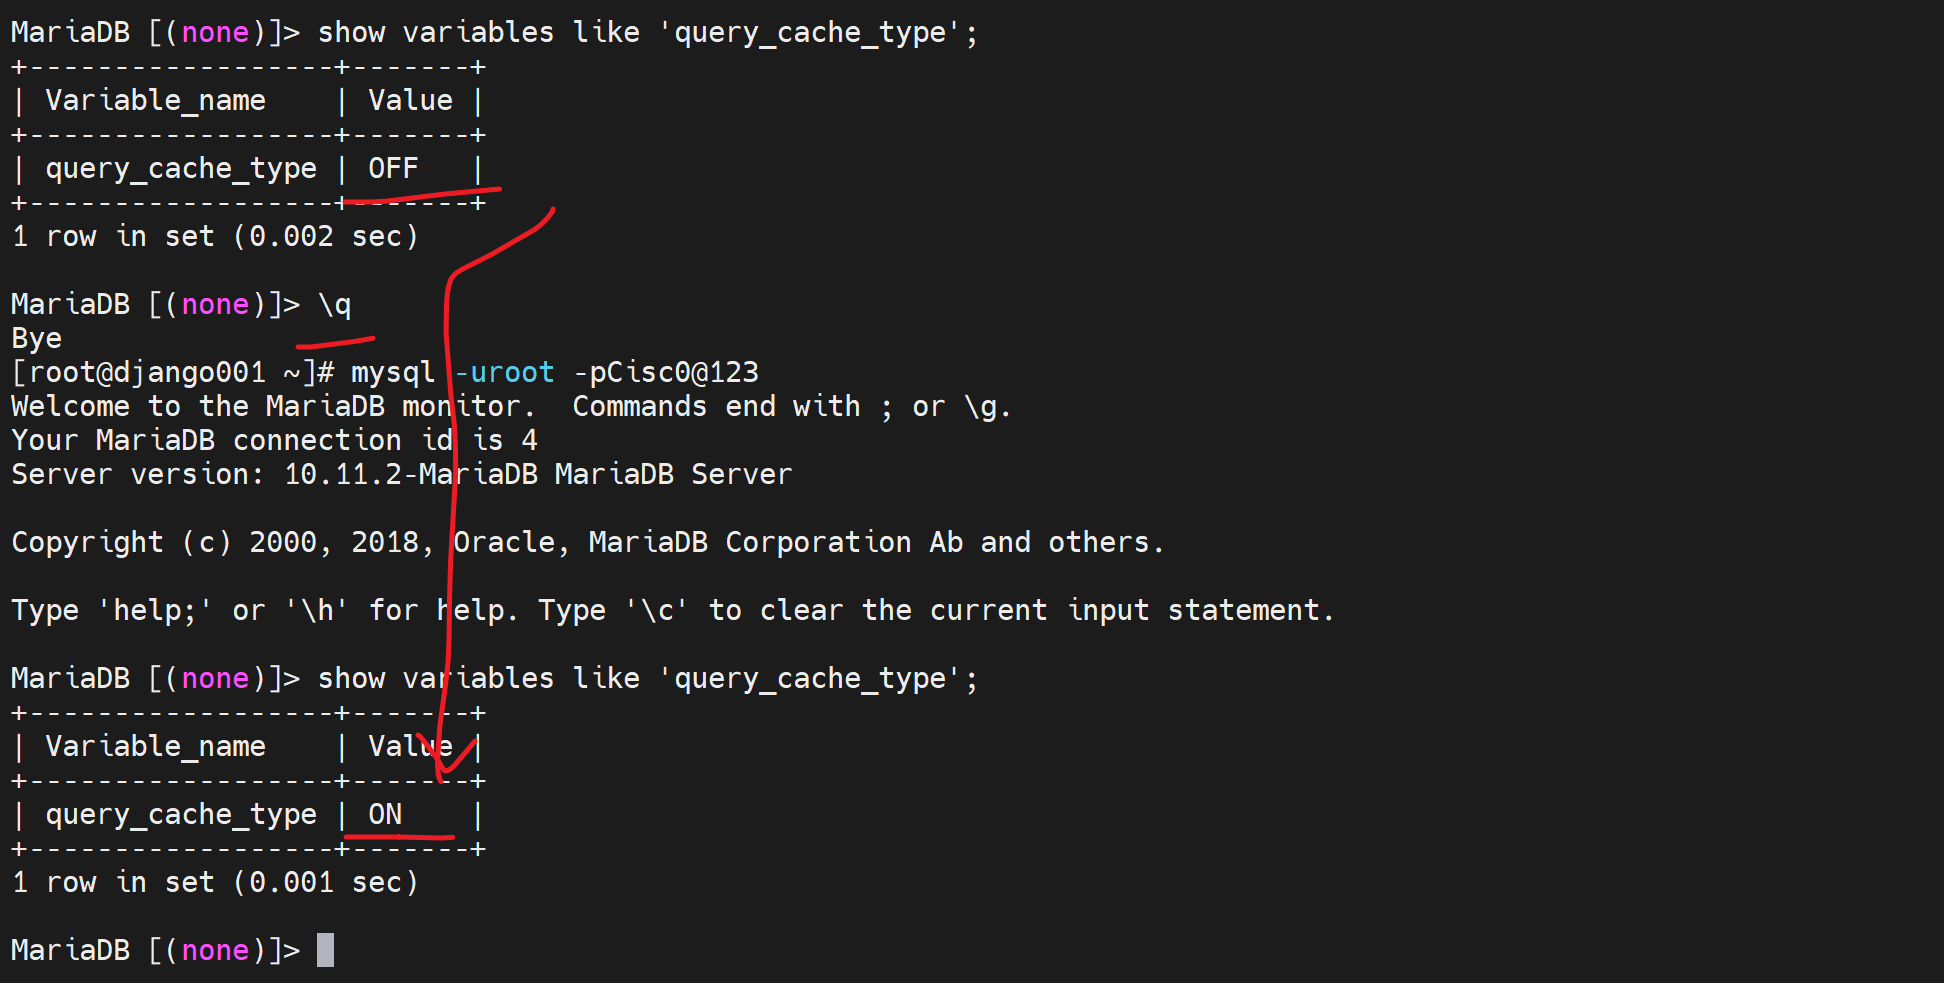 MariaDB [(none)]> show variables like 'query_cache_type';
+------------------+-------+
| Variable_name    | Value |
+------------------+-------+
| query_cache_type | OFF   |
+------------------+-------+
1 row in set (0.002 sec)

MariaDB [(none)]> \q
Bye
[root@django001 ~]# mysql -uroot -pCisc0@123
Welcome to the MariaDB monitor.  Commands end with ; or \g.
Your MariaDB connection id is 4
Server version: 10.11.2-MariaDB MariaDB Server

Copyright (c) 2000, 2018, Oracle, MariaDB Corporation Ab and others.

Type 'help;' or '\h' for help. Type '\c' to clear the current input statement.

MariaDB [(none)]> show variables like 'query_cache_type';
+------------------+-------+
| Variable_name    | Value |
+------------------+-------+
| query_cache_type | ON    |
+------------------+-------+
1 row in set (0.001 sec)

MariaDB [(none)]>